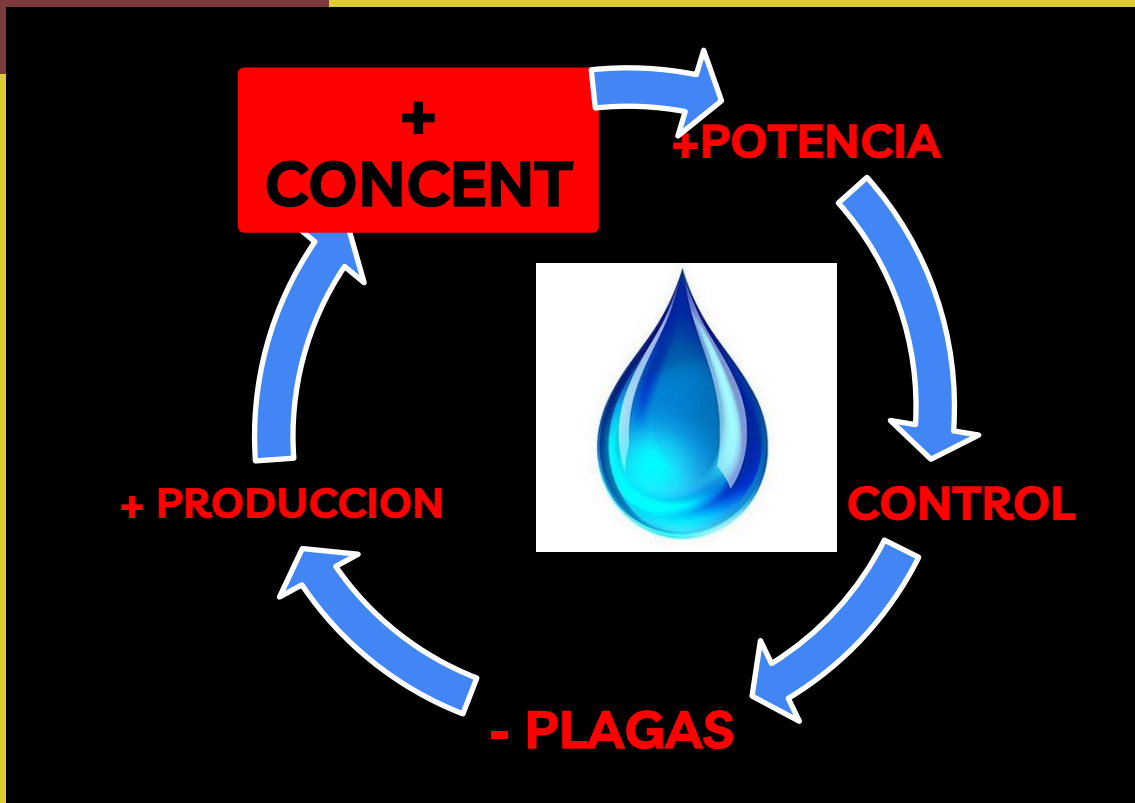 +
CONCENT
+POTENCIA
CONTROL
- PLAGAS
+ PRODUCCION